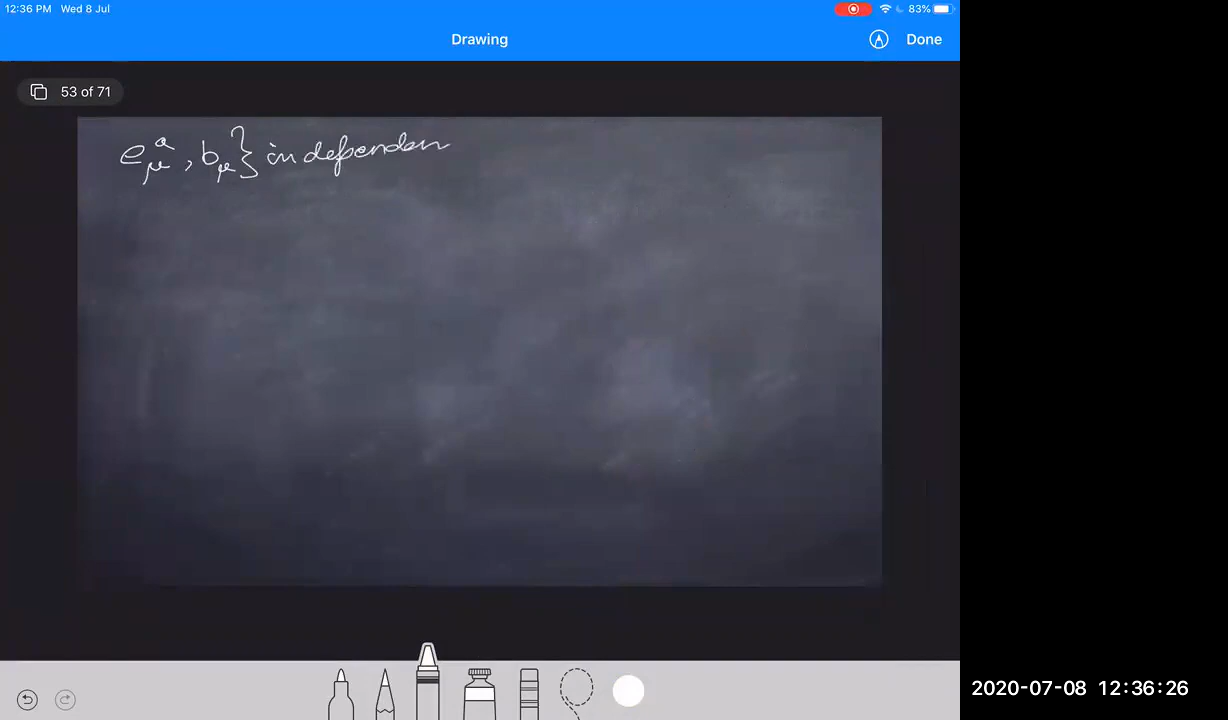 12:36 PM Wed 8 Jul 83%
Drawing Done
53 of 71
e_μ^a , b_μ } independen
2020-07-08 12:36:26